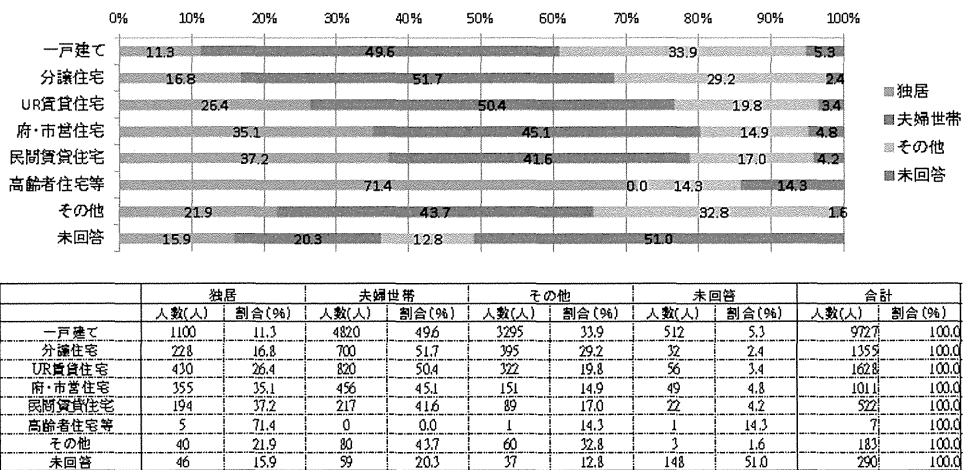 0% 10% 20% 30% 40% 50% 60% 70% 80% 90% 100%
一戸建て 11.3 49.6 33.9 5.3
分譲住宅 16.8 51.7 29.2 2.4
UR賃貸住宅 26.4 50.4 19.8 3.4
府・市営住宅 35.1 45.1 14.9 4.8
民間賃貸住宅 37.2 41.6 17.0 4.2
高齢者住宅等 71.4 0.0 14.3 14.3
その他 21.9 43.7 32.8 1.6
未回答 15.9 20.3 12.8 51.0
独居
夫婦世帯
その他
未回答
独居 夫婦世帯 その他 未回答 合計
人数(人) 割合(%) 人数(人) 割合(%) 人数(人) 割合(%) 人数(人) 割合(%) 人数(人) 割合(%)
一戸建て 1100 11.3 4820 49.6 3295 33.9 512 5.3 9727 100.0
分譲住宅 228 16.8 700 51.7 395 29.2 32 2.4 1355 100.0
UR賃貸住宅 430 26.4 820 50.4 322 19.8 56 3.4 1628 100.0
府・市営住宅 355 35.1 456 45.1 151 14.9 49 4.8 1011 100.0
民間賃貸住宅 194 37.2 217 41.6 89 17.0 22 4.2 522 100.0
高齢者住宅等 5 71.4 0 0.0 1 14.3 1 14.3 7 100.0
その他 40 21.9 80 43.7 60 32.8 3 1.6 183 100.0
未回答 46 15.9 59 20.3 37 12.8 148 51.0 290 100.0